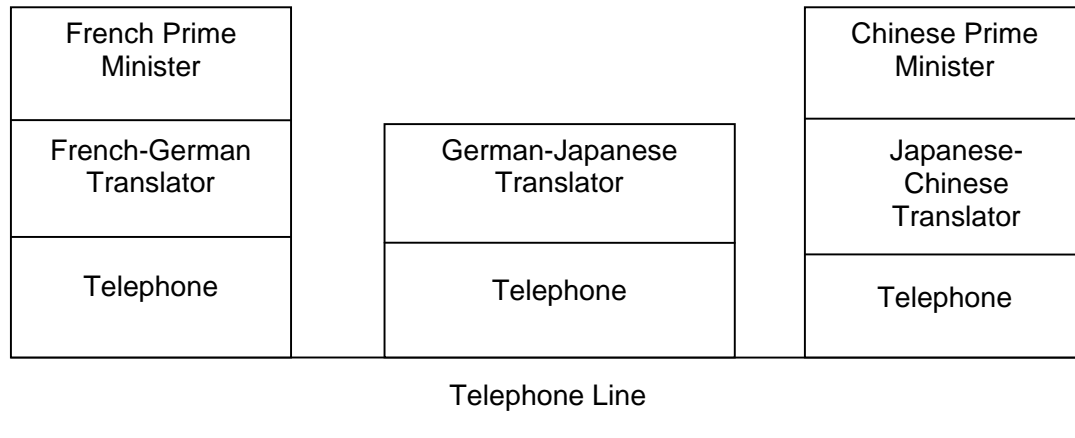 French Prime
Minister
French-German
Translator
Telephone
German-Japanese
Translator
Telephone
Chinese Prime
Minister
Japanese-
Chinese
Translator
Telephone
Telephone Line